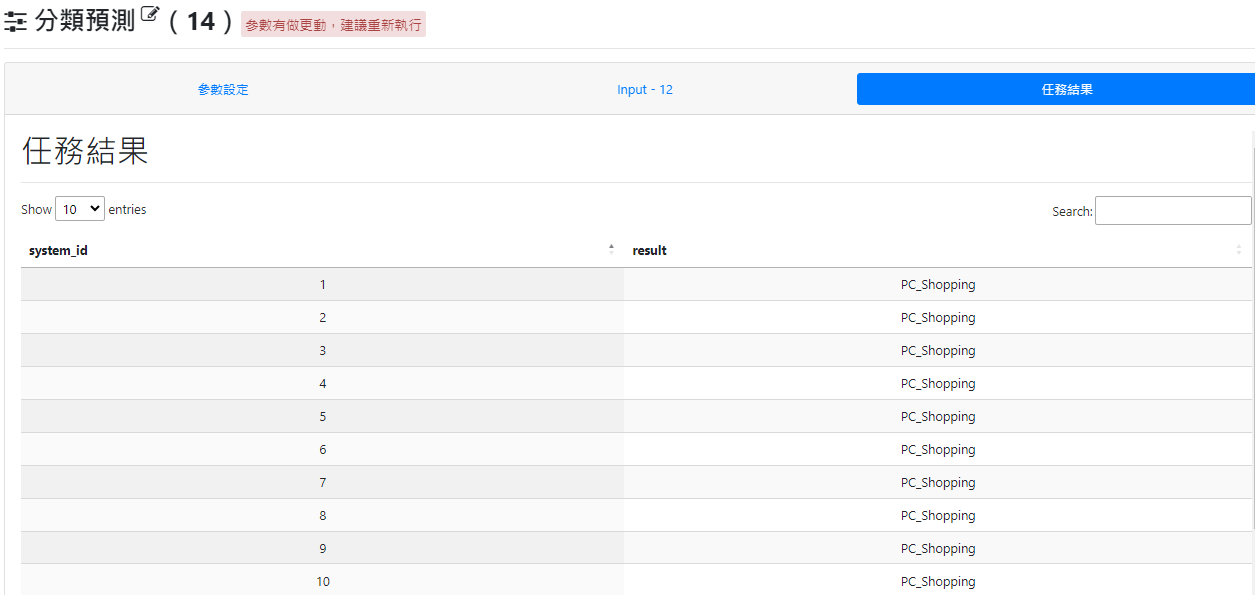 分類預測 ( 14 ) 參數有做更動，建議重新執行
參數設定 Input - 12 任務結果
任務結果
Show 10 entries Search:
system_id result
1 PC_Shopping
2 PC_Shopping
3 PC_Shopping
4 PC_Shopping
5 PC_Shopping
6 PC_Shopping
7 PC_Shopping
8 PC_Shopping
9 PC_Shopping
10 PC_Shopping